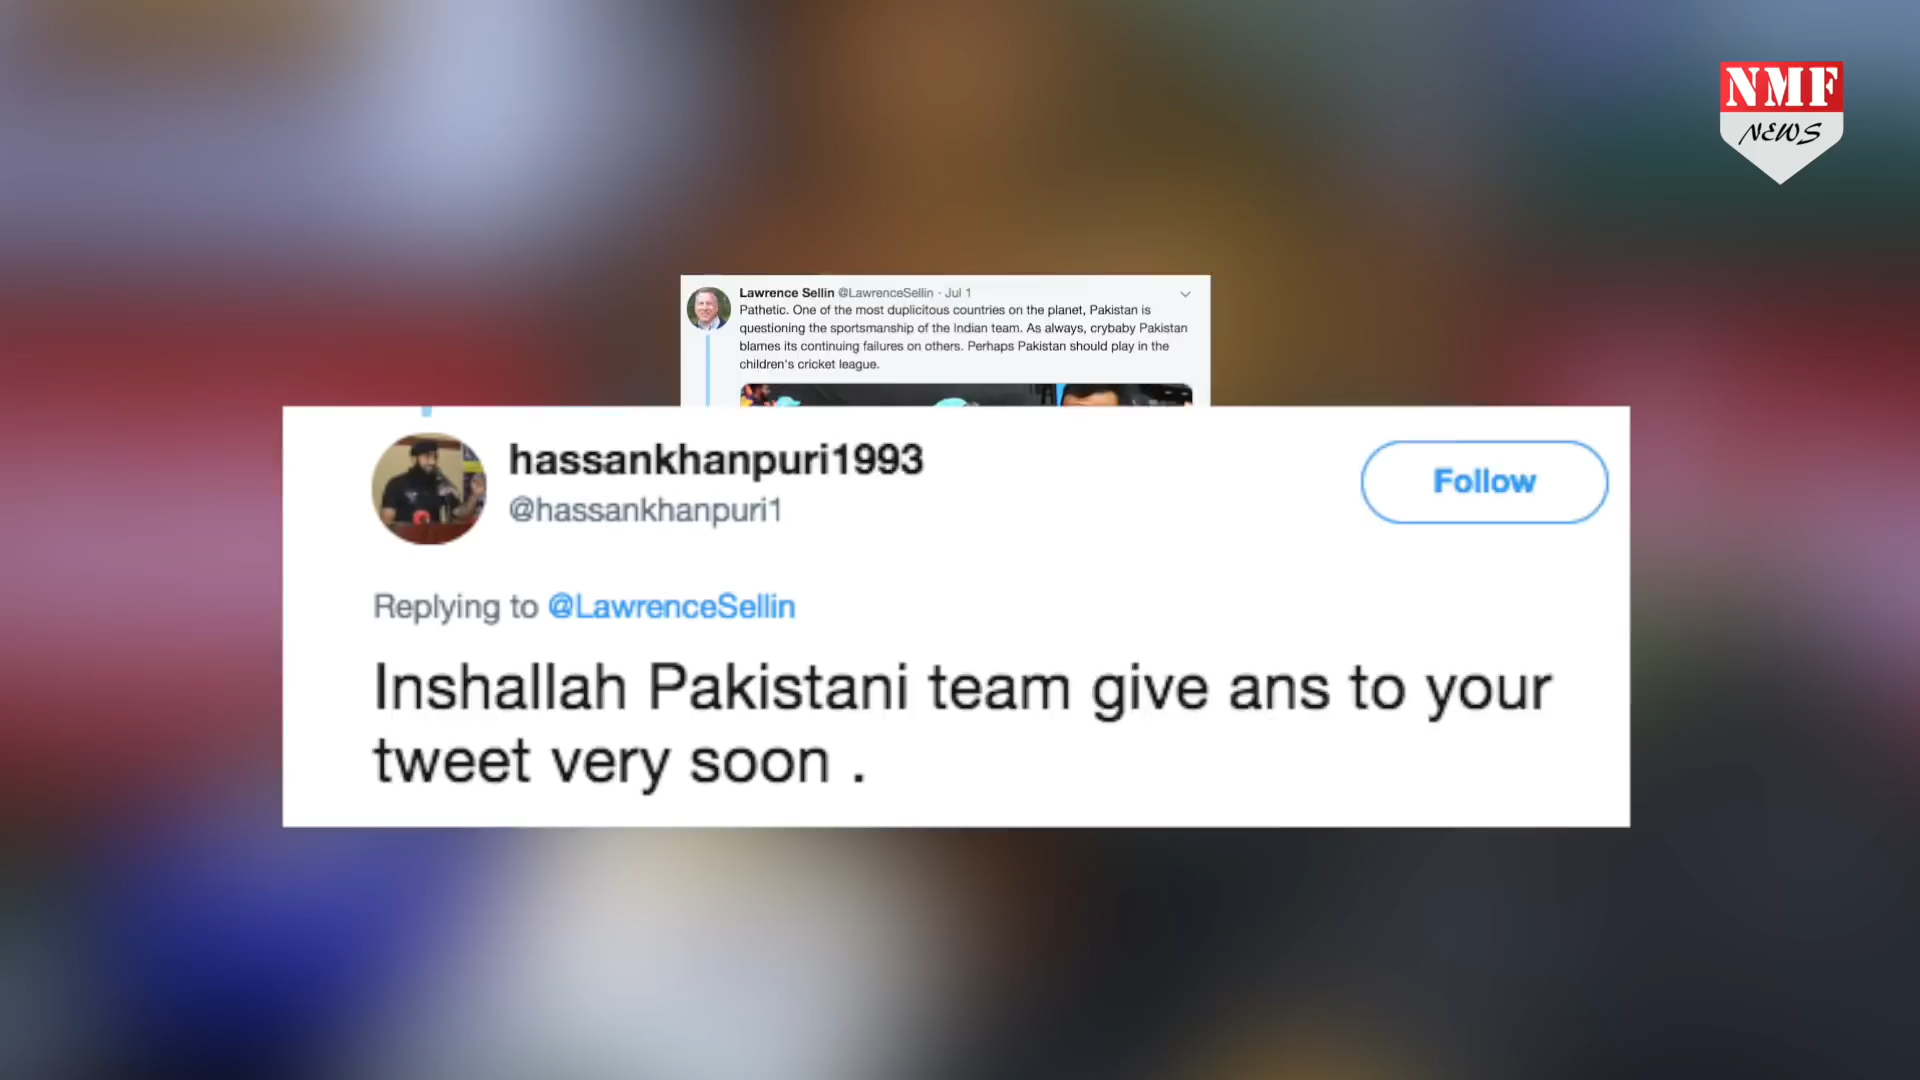 NMF
NEWS
Lawrence Sellin @LawrenceSellin · Jul 1
Pathetic. One of the most duplicitous countries on the planet, Pakistan is
questioning the sportsmanship of the Indian team. As always, crybaby Pakistan
blames its continuing failures on others. Perhaps Pakistan should play in the
children's cricket league.
hassankhanpuri1993
Follow
@hassankhanpuri1
Replying to @LawrenceSellin
Inshallah Pakistani team give ans to your
tweet very soon .